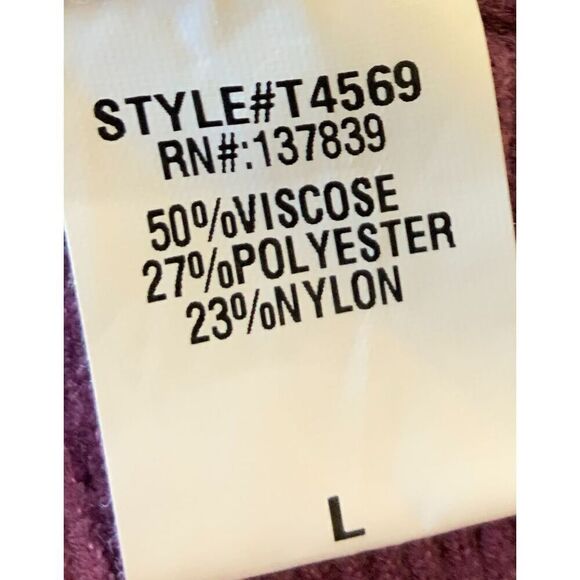 STYLE#T4569
RN#:137839
50%VISCOSE
27%POLYESTER
23%NYLON
L